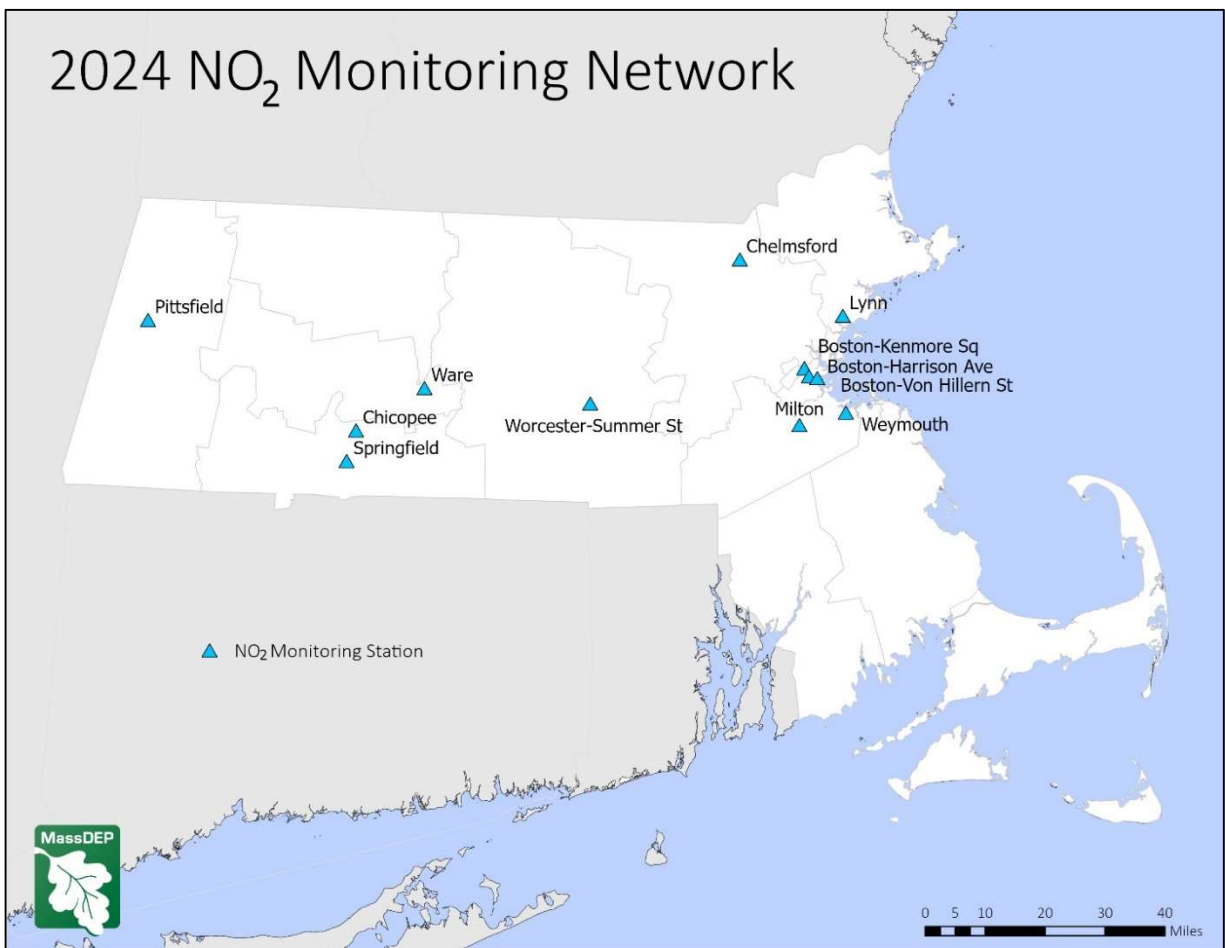 2024 NO₂ Monitoring Network
Chelmsford
Pittsfield
Lynn
Boston-Kenmore Sq
Boston-Harrison Ave
Ware
Boston-Von Hillern St
Milton
Chicopee
Worcester-Summer St
Weymouth
Springfield
NO₂ Monitoring Station
MassDEP
0 5 10 20 30 40
Miles